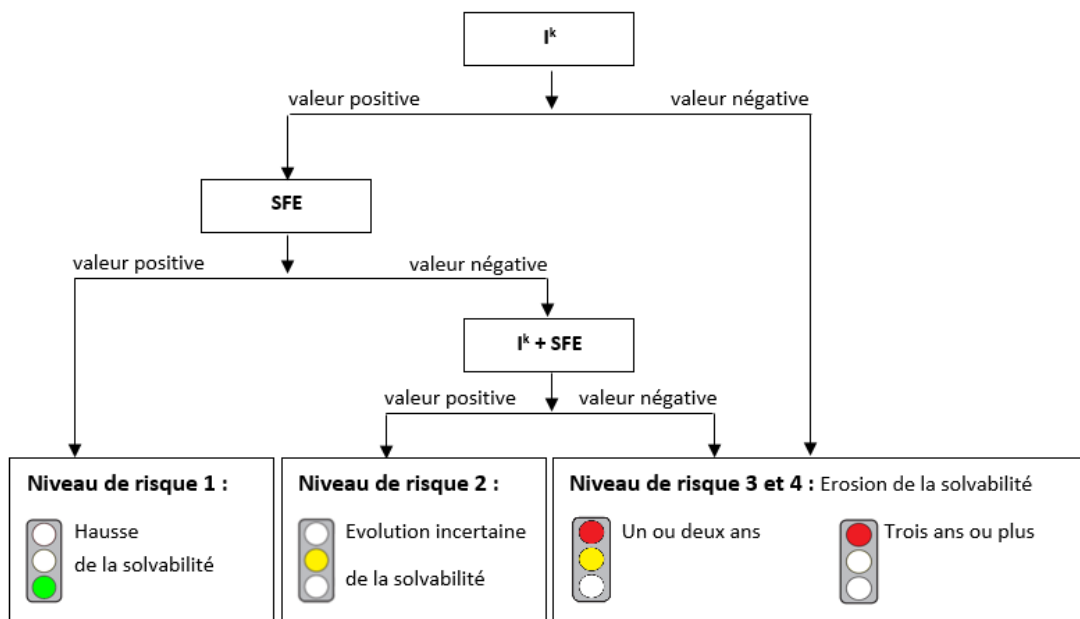 I^k
valeur positive
valeur négative
SFE
valeur positive
valeur négative
I^k + SFE
valeur positive
valeur négative
Niveau de risque 1 :
Hausse
de la solvabilité
Niveau de risque 2 :
Evolution incertaine
de la solvabilité
Niveau de risque 3 et 4 : Erosion de la solvabilité
Un ou deux ans
Trois ans ou plus